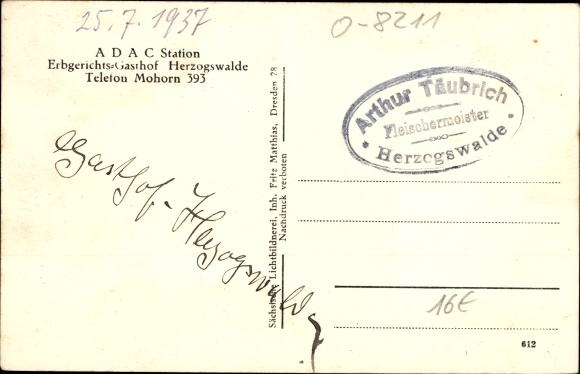 25.7.1937
O-8211
A D A C Station
Erbgerichts-Gasthof Herzogswalde
Telefon Mohorn 393
Arthur Täubrich
Fleischermeister
Herzogswalde
Gasthof-Herzogswalde
Sächsische Lichtbildnerei, Inh. Fritz Matthias, Dresden 28
Nachdruck verboten
16€
612